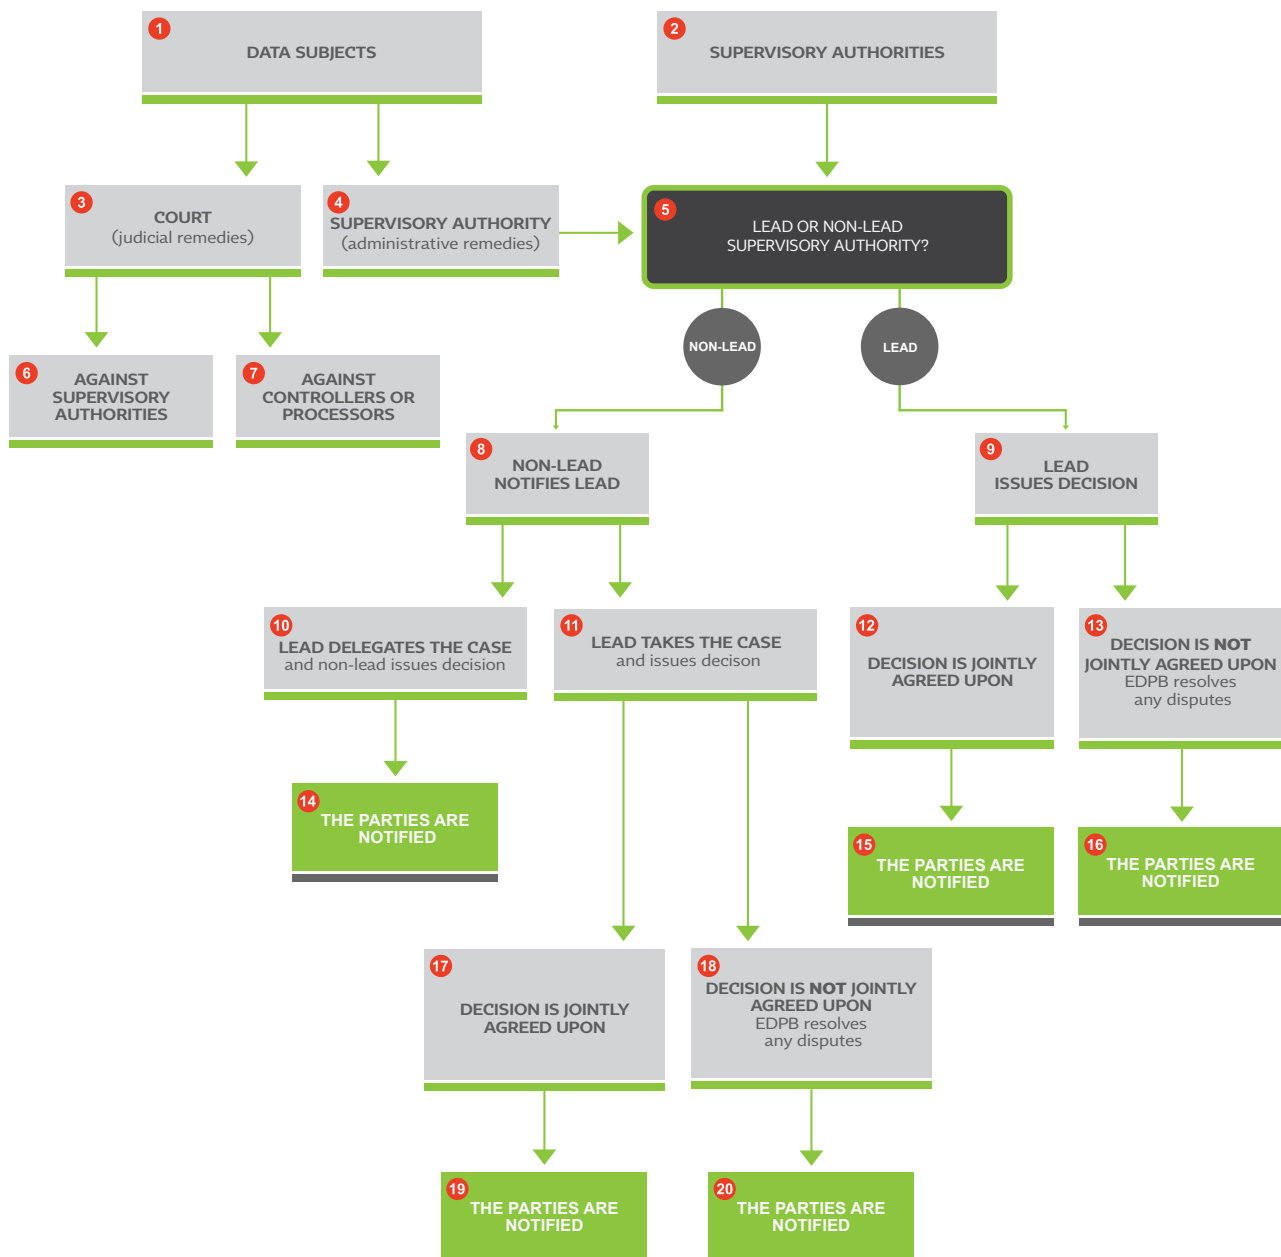 1
DATA SUBJECTS
2
SUPERVISORY AUTHORITIES
3
COURT
(judicial remedies)
4
SUPERVISORY AUTHORITY
(administrative remedies)
5
LEAD OR NON-LEAD
SUPERVISORY AUTHORITY?
NON-LEAD
LEAD
6
AGAINST
SUPERVISORY
AUTHORITIES
7
AGAINST
CONTROLLERS OR
PROCESSORS
8
NON-LEAD
NOTIFIES LEAD
9
LEAD
ISSUES DECISION
10
LEAD DELEGATES THE CASE
and non-lead issues decision
11
LEAD TAKES THE CASE
and issues decison
12
DECISION IS JOINTLY
AGREED UPON
13
DECISION IS NOT
JOINTLY AGREED UPON
EDPB resolves
any disputes
14
THE PARTIES ARE
NOTIFIED
15
THE PARTIES ARE
NOTIFIED
16
THE PARTIES ARE
NOTIFIED
17
DECISION IS JOINTLY
AGREED UPON
18
DECISION IS NOT JOINTLY
AGREED UPON
EDPB resolves
any disputes
19
THE PARTIES ARE
NOTIFIED
20
THE PARTIES ARE
NOTIFIED